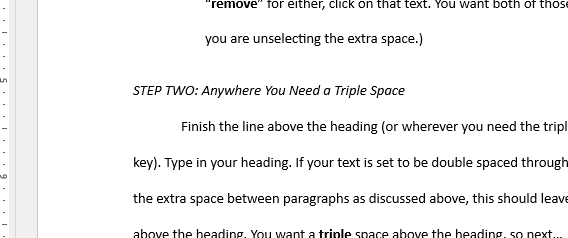 "remove" for either, click on that text. You want both of those
you are unselecting the extra space.)
STEP TWO: Anywhere You Need a Triple Space
Finish the line above the heading (or wherever you need the tripl
key). Type in your heading. If your text is set to be double spaced through
the extra space between paragraphs as discussed above, this should leave
above the heading. You want a triple space above the heading, so next...
5
6